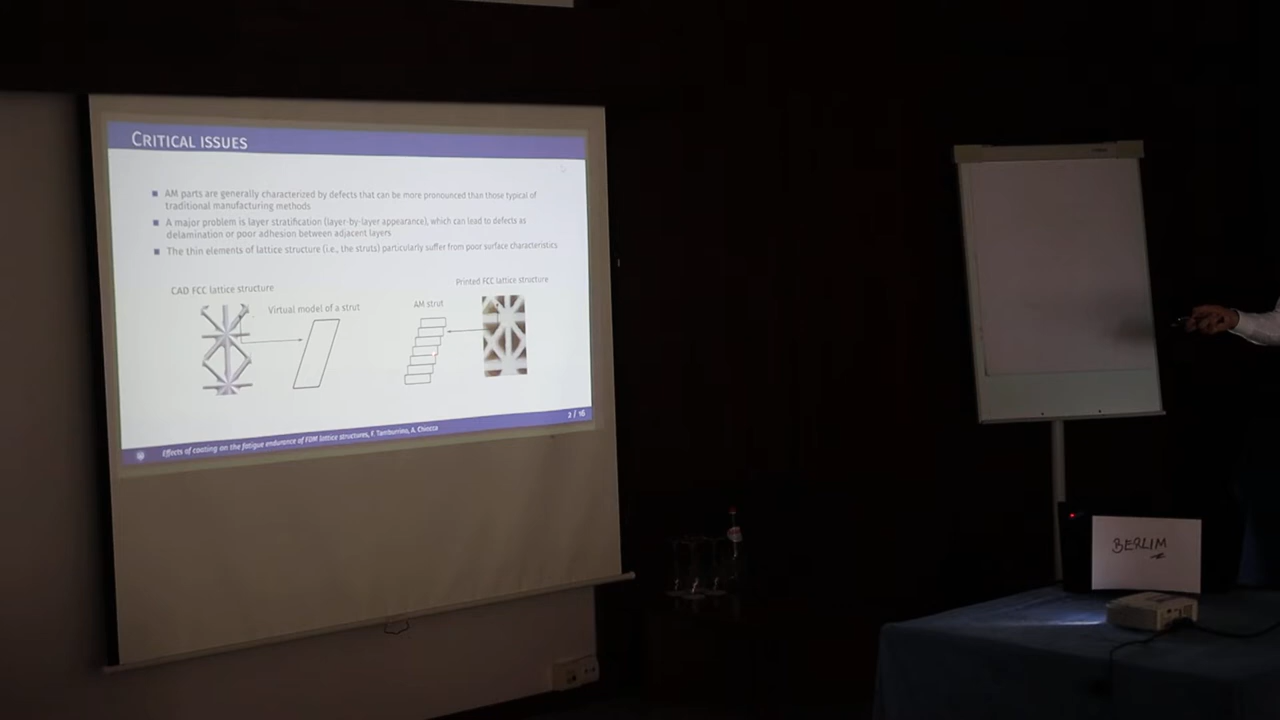 CRITICAL ISSUES
AM parts are generally characterized by defects that can be more pronounced than those typical of
traditional manufacturing methods
A major problem is layer stratification (layer-by-layer appearance), which can lead to defects as
delamination or poor adhesion between adjacent layers
The thin elements of lattice structure (i.e., the struts) particularly suffer from poor surface characteristics
CAD FCC lattice structure
Virtual model of a strut
AM strut
Printed FCC lattice structure
2 / 16
Effects of coating on the fatigue endurance of FDM lattice structures, F. Tamburrino, A. Chiocca
BERLIM